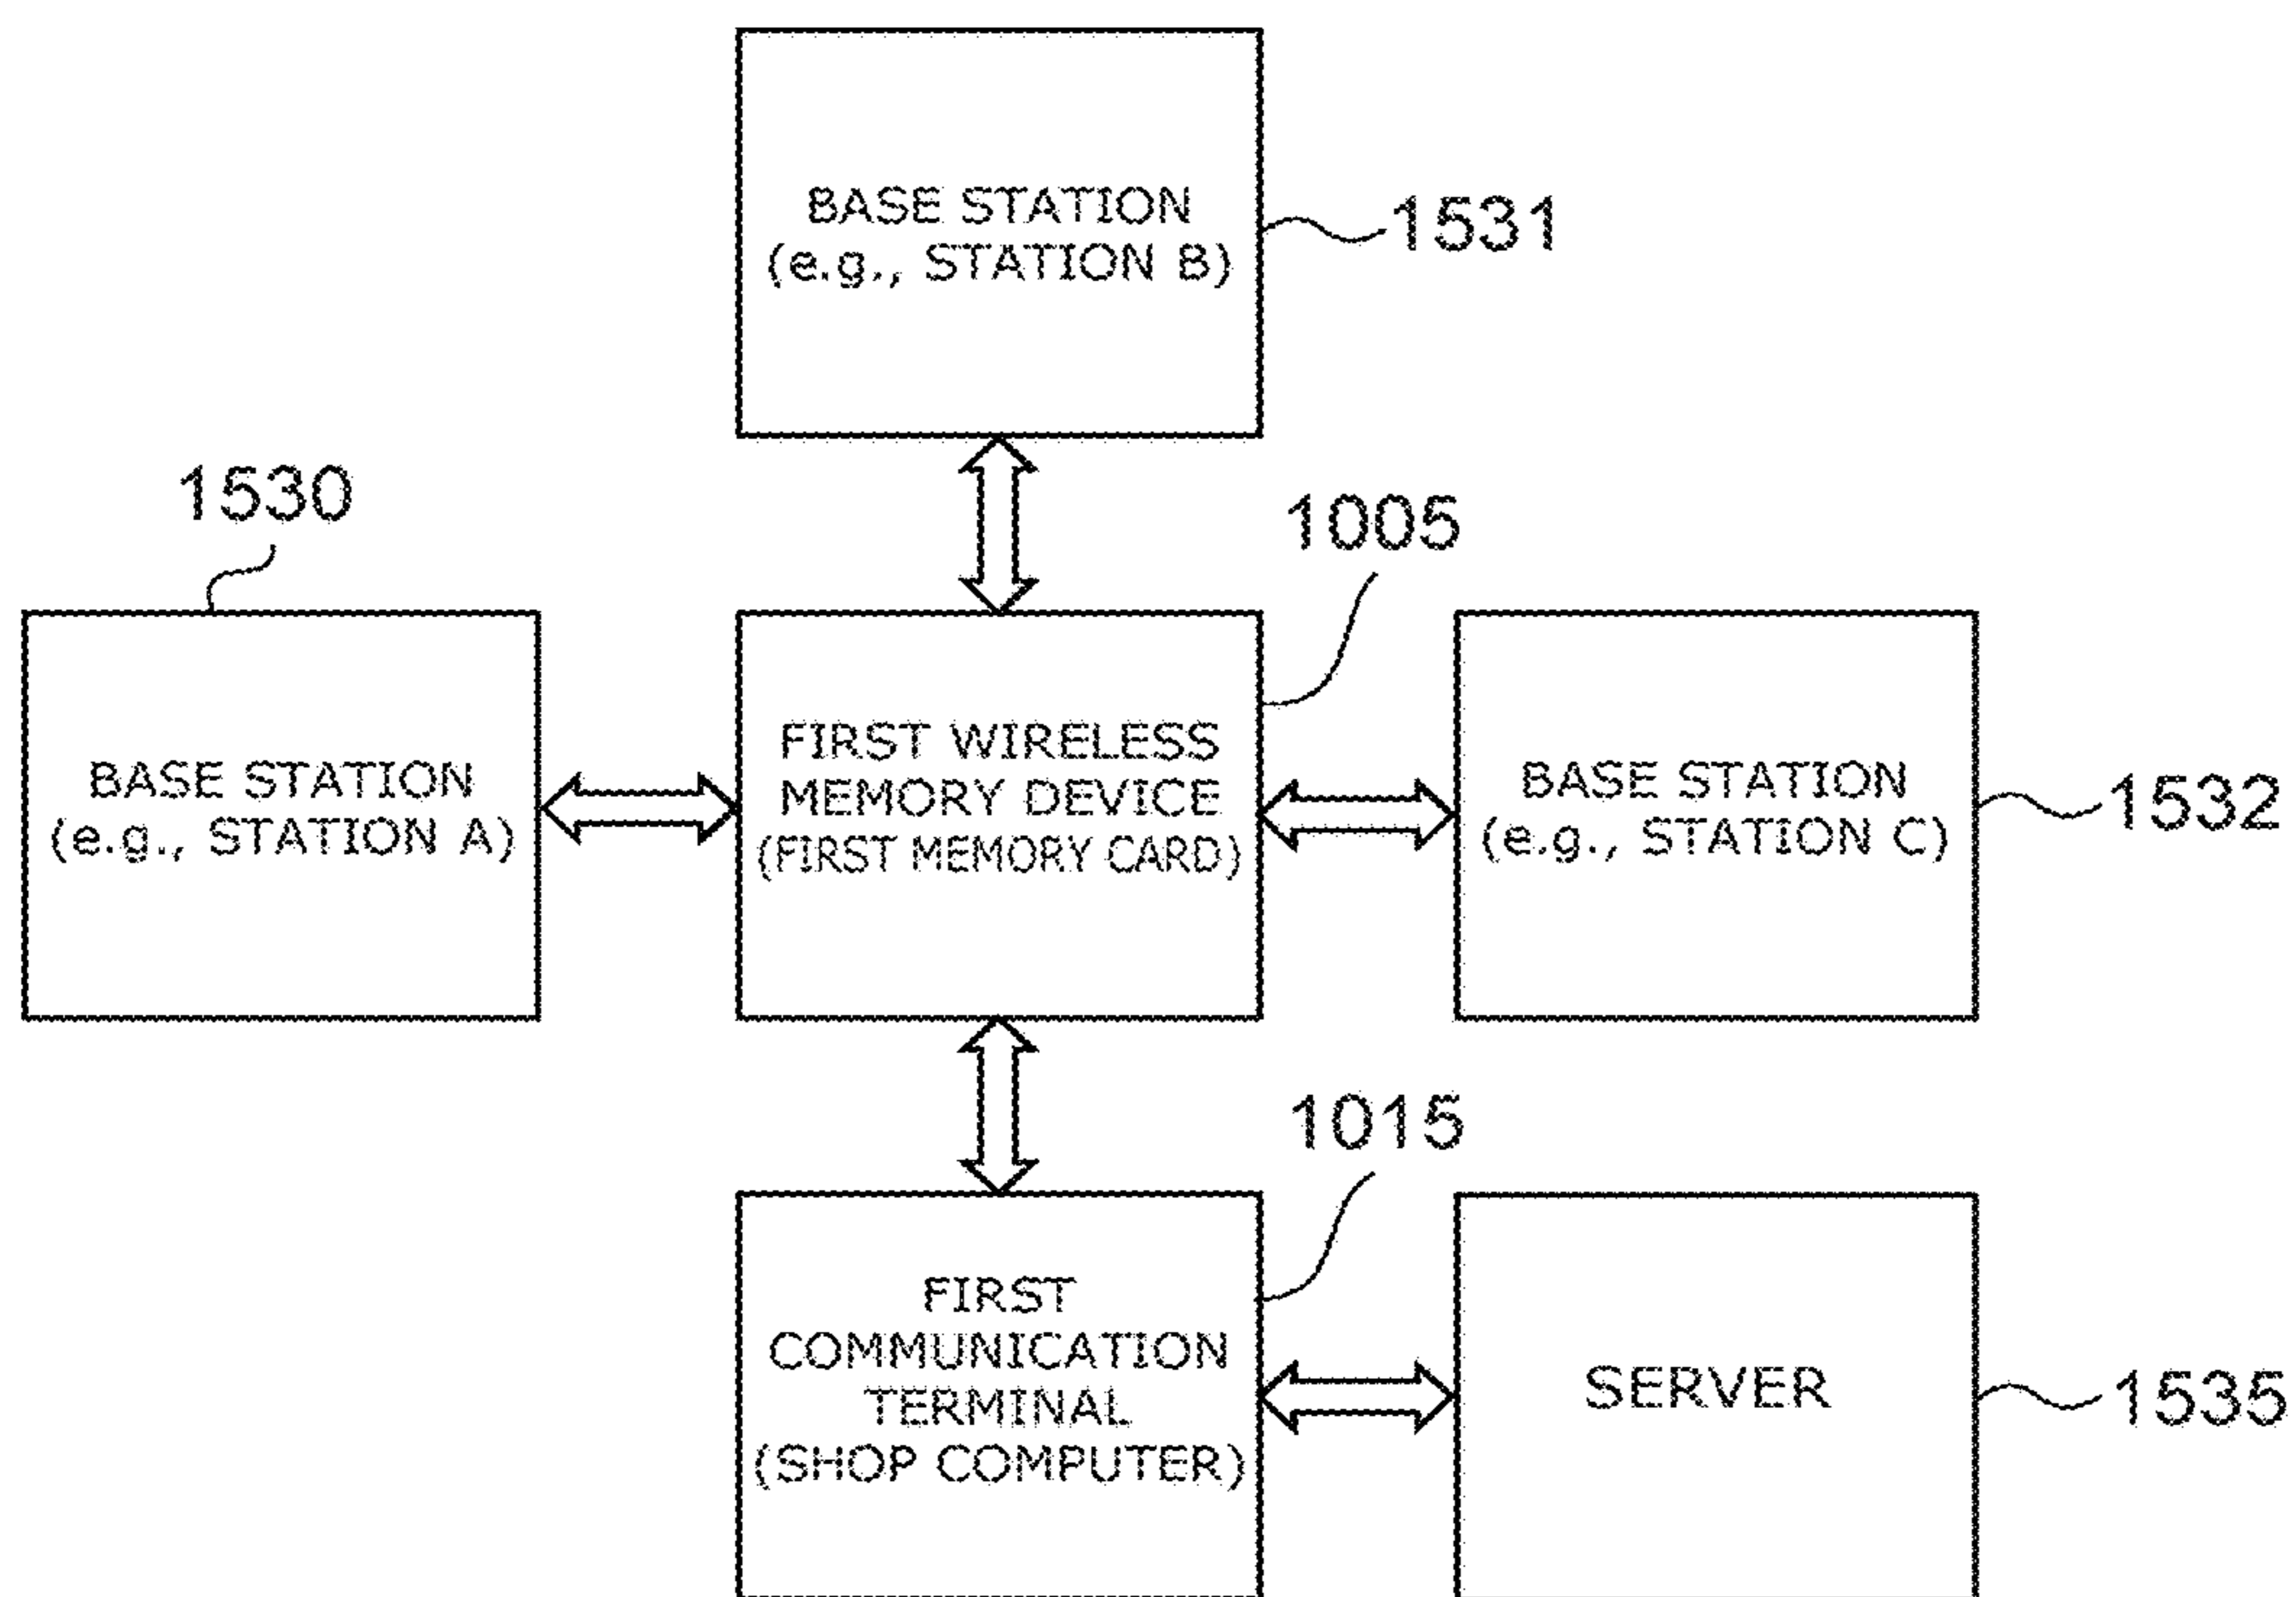 BASE STATION
(e.g., STATION B)
1531
1530
1005
BASE STATION
(e.g., STATION A)
FIRST WIRELESS
MEMORY DEVICE
(FIRST MEMORY CARD)
BASE STATION
(e.g., STATION C)
1532
1015
FIRST
COMMUNICATION
TERMINAL
(SHOP COMPUTER)
SERVER
1535